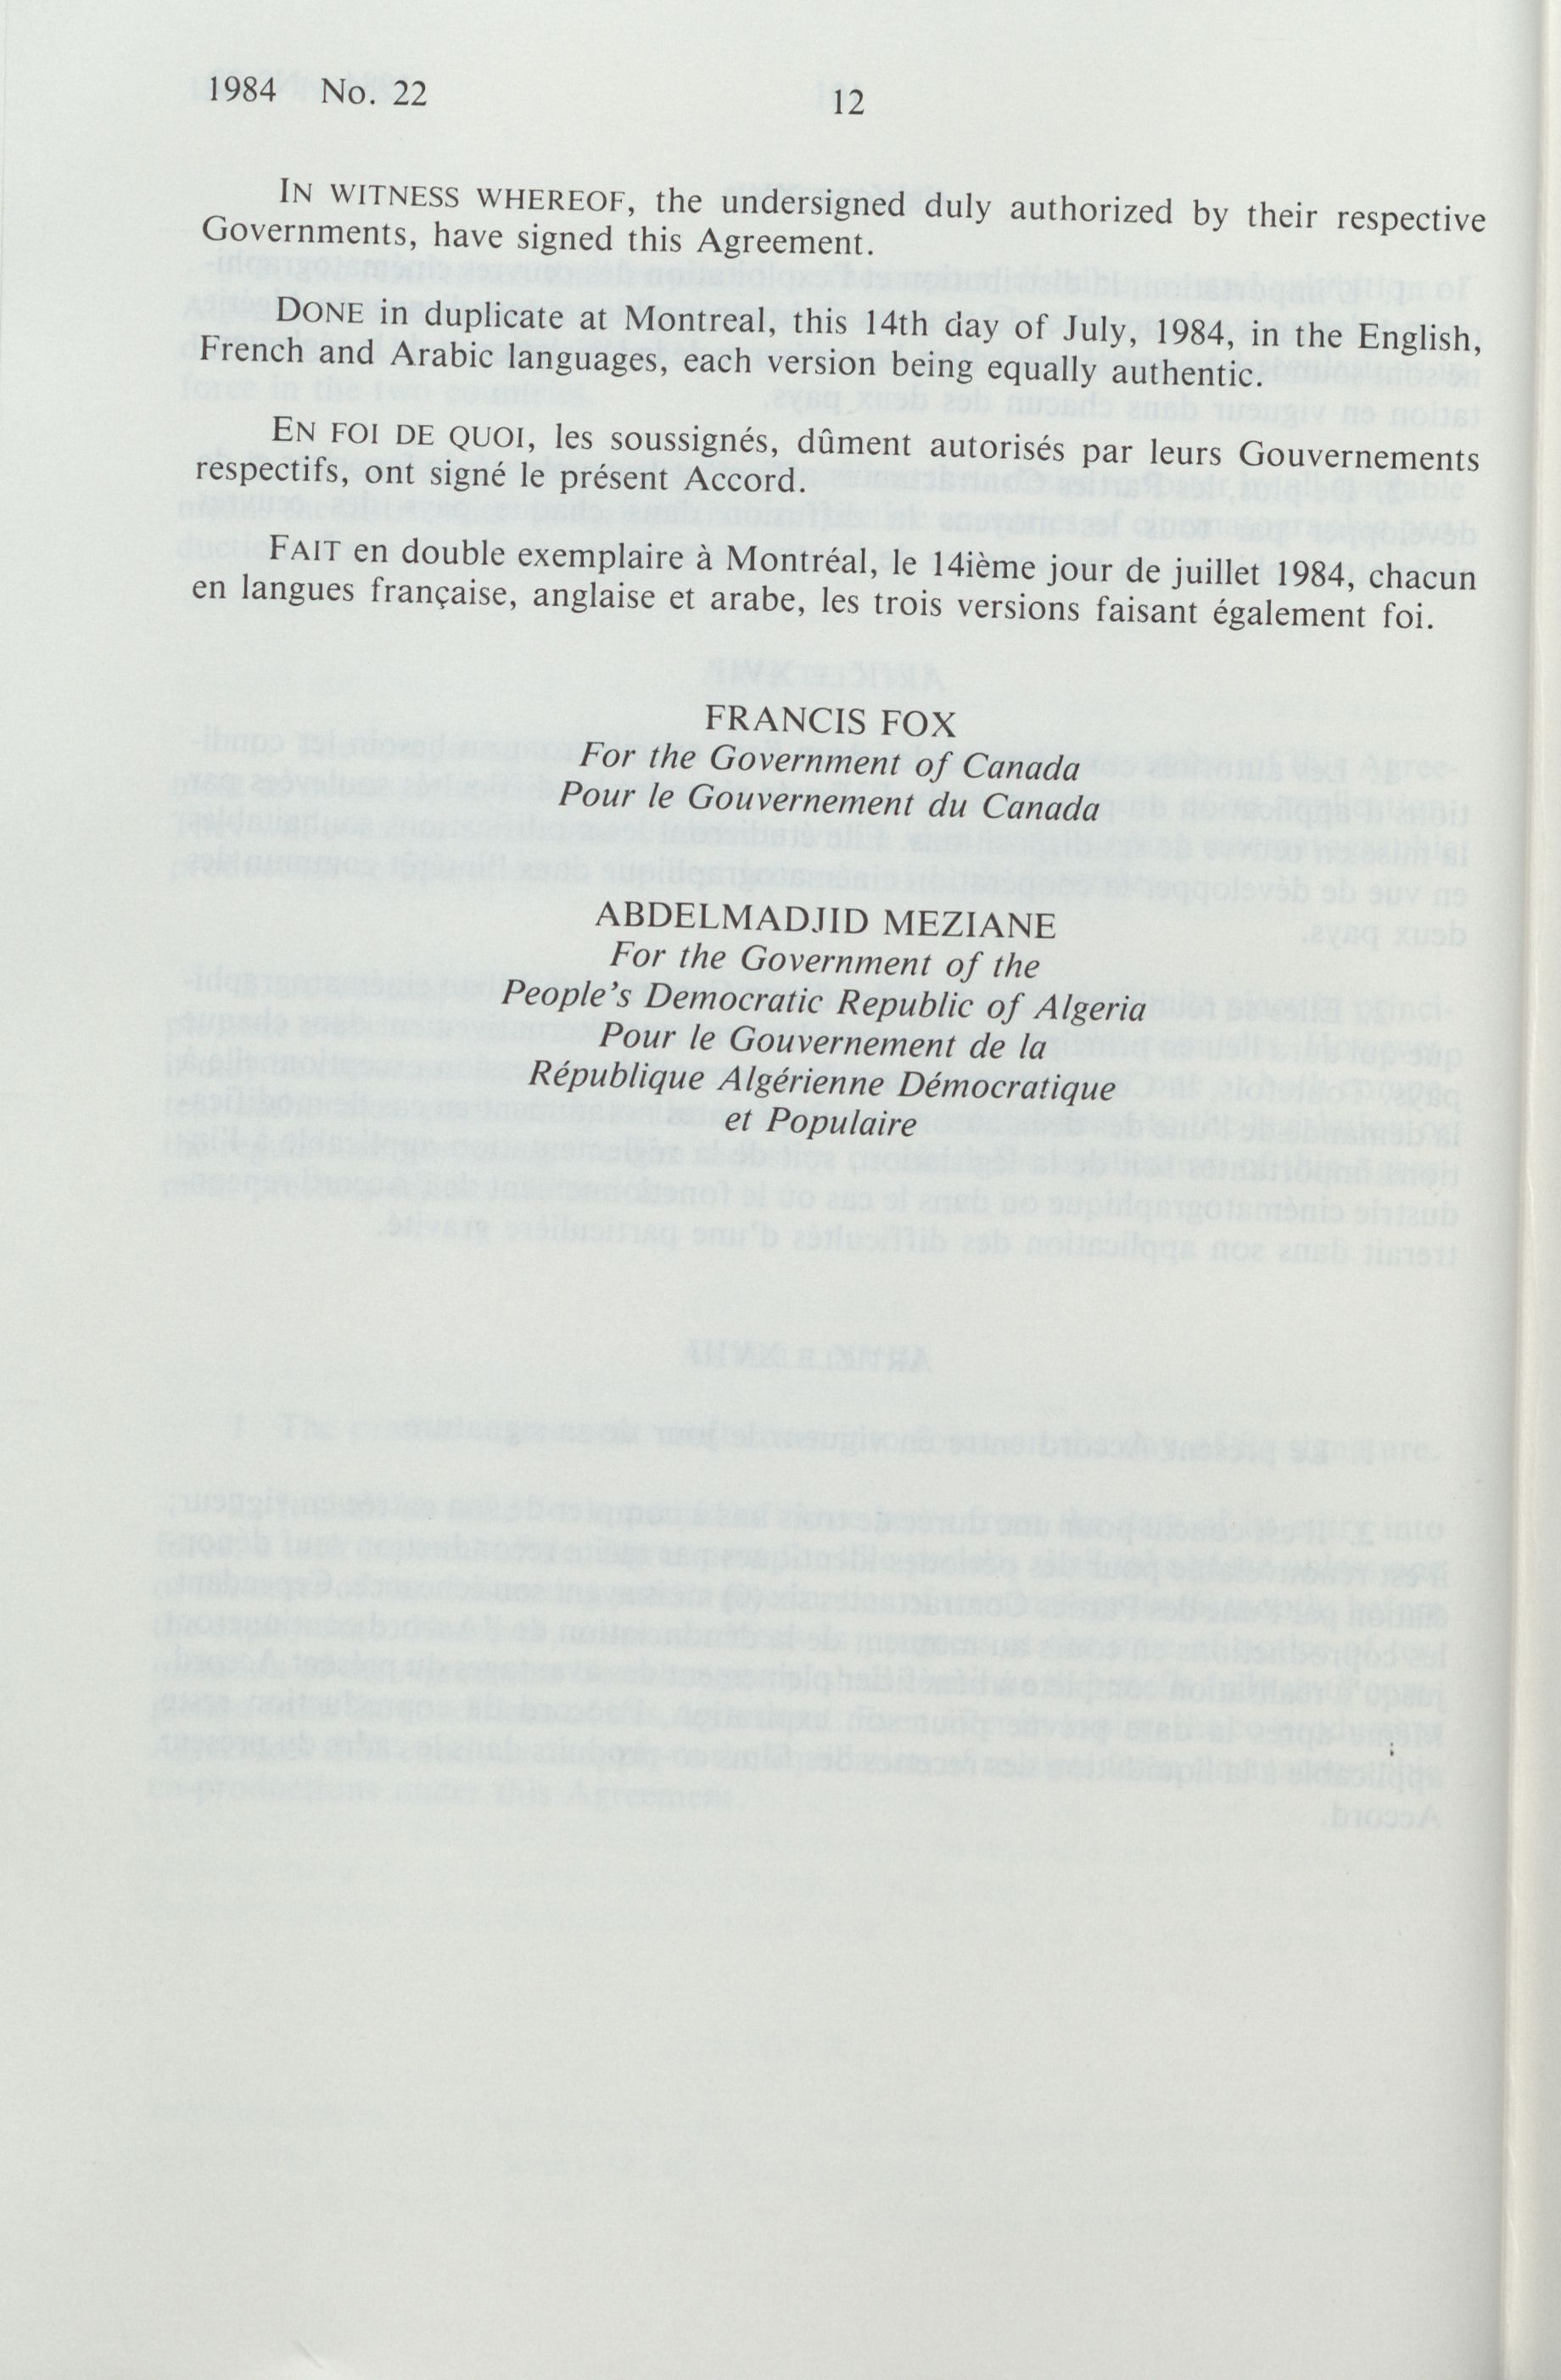 1984 No. 22
12
IN WITNESS WHEREOF, the undersigned duly authorized by their respective
Governments, have signed this Agreement.
DONE in duplicate at Montreal, this 14th day of July, 1984, in the English,
French and Arabic languages, each version being equally authentic.
EN FOI DE QUOI, les soussignés, dûment autorisés par leurs Gouvernements
respectifs, ont signé le présent Accord.
FAIT en double exemplaire à Montréal, le 14ième jour de juillet 1984, chacun
en langues française, anglaise et arabe, les trois versions faisant également foi.
FRANCIS FOX
For the Government of Canada
Pour le Gouvernement du Canada
ABDELMADJID MEZIANE
For the Government of the
People's Democratic Republic of Algeria
Pour le Gouvernement de la
République Algérienne Démocratique
et Populaire